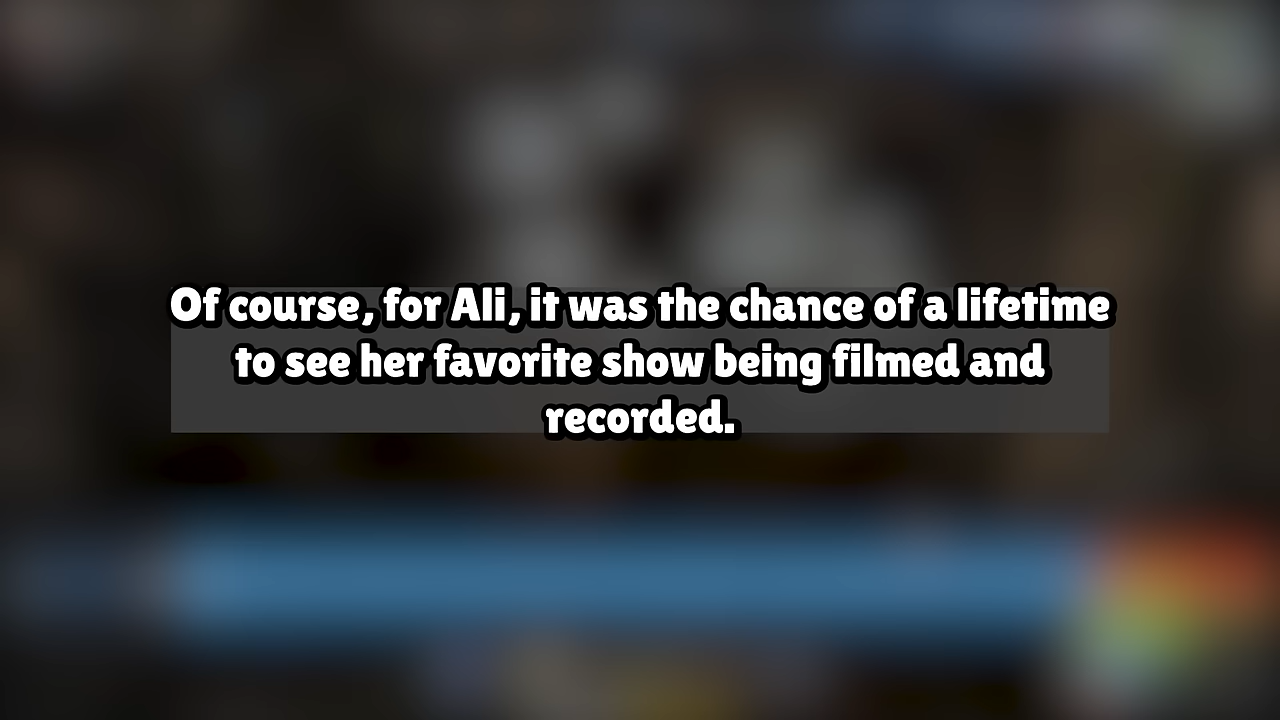 Of course, for Ali, it was the chance of a lifetime
to see her favorite show being filmed and
recorded.